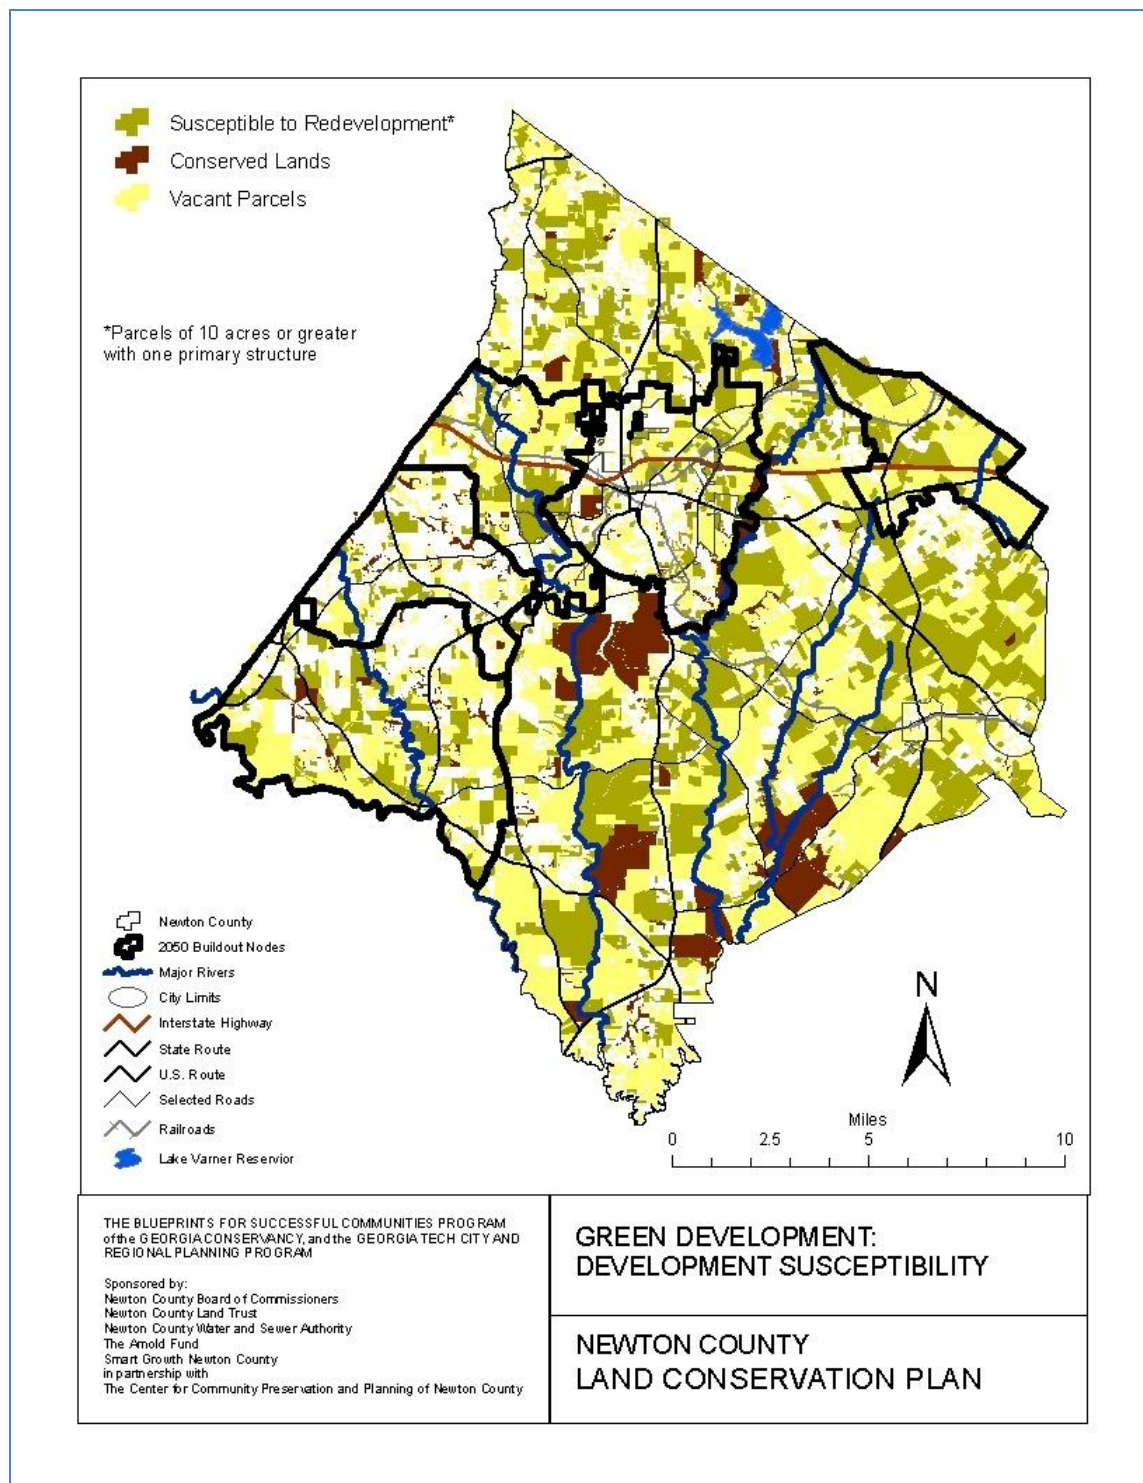 Susceptible to Redevelopment*
Conserved Lands
Vacant Parcels
*Parcels of 10 acres or greater
with one primary structure
Newton County
2050 Buildout Nodes
Major Rivers
City Limits
Interstate Highway
State Route
U.S. Route
Selected Roads
Railroads
Lake Varner Reservior
N
Miles
0 2.5 5 10
THE BLUEPRINTS FOR SUCCESSFUL COMMUNITIES PROGRAM
of the GEORGIA CONSERVANCY, and the GEORGIA TECH CITY AND
REGIONAL PLANNING PROGRAM
Sponsored by:
Newton County Board of Commissioners
Newton County Land Trust
Newton County Water and Sewer Authority
The Arnold Fund
Smart Growth Newton County
in partnership with
The Center for Community Preservation and Planning of Newton County
GREEN DEVELOPMENT:
DEVELOPMENT SUSCEPTIBILITY
NEWTON COUNTY
LAND CONSERVATION PLAN